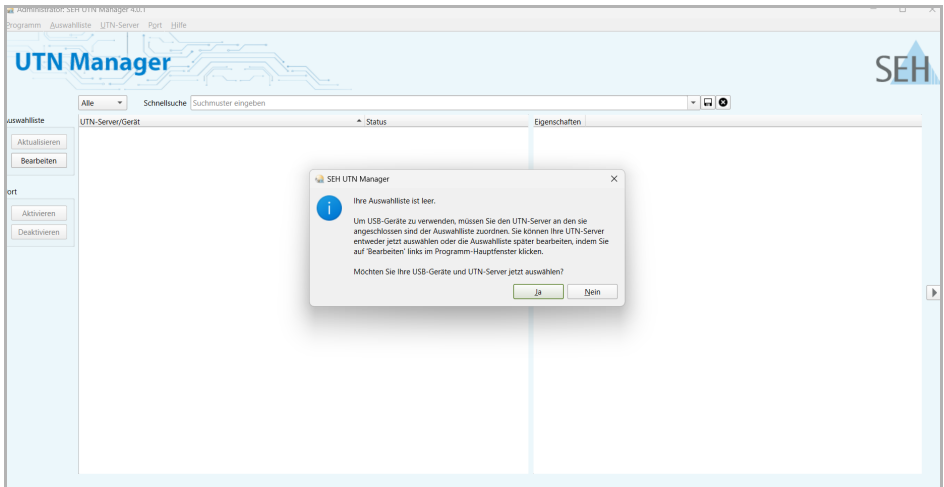 Administrator: SEH UTN Manager 4.0.1
Programm Auswahlliste UTN-Server Port Hilfe
UTN Manager
SEH
Alle Schnellsuche Suchmuster eingeben
uswahlliste
UTN-Server/Gerät Status Eigenschaften
Aktualisieren
Bearbeiten
ort
Aktivieren
Deaktivieren
SEH UTN Manager
Ihre Auswahlliste ist leer.
Um USB-Geräte zu verwenden, müssen Sie den UTN-Server an den sie
angeschlossen sind der Auswahlliste zuordnen. Sie können Ihre UTN-Server
entweder jetzt auswählen oder die Auswahlliste später bearbeiten, indem Sie
auf 'Bearbeiten' links im Programm-Hauptfenster klicken.
Möchten Sie Ihre USB-Geräte und UTN-Server jetzt auswählen?
Ja Nein